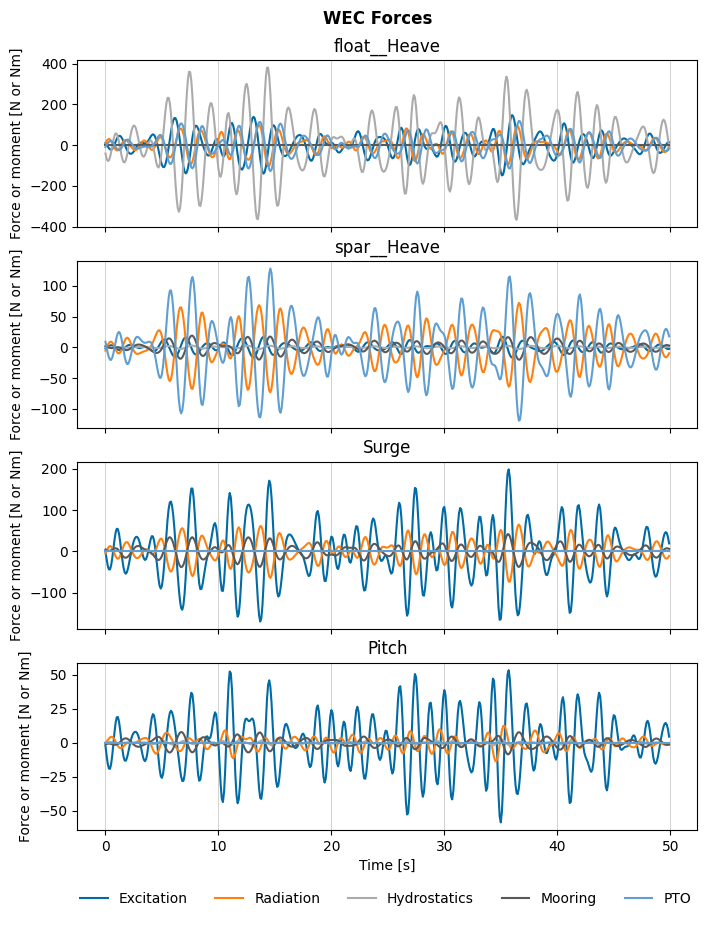 WEC Forces
float__Heave
Force or moment [N or Nm]
400
200
0
−200
−400
spar__Heave
Force or moment [N or Nm]
100
50
0
−50
−100
Surge
Force or moment [N or Nm]
200
100
0
−100
Pitch
Force or moment [N or Nm]
50
25
0
−25
−50
0 10 20 30 40 50
Time [s]
Excitation Radiation Hydrostatics Mooring PTO